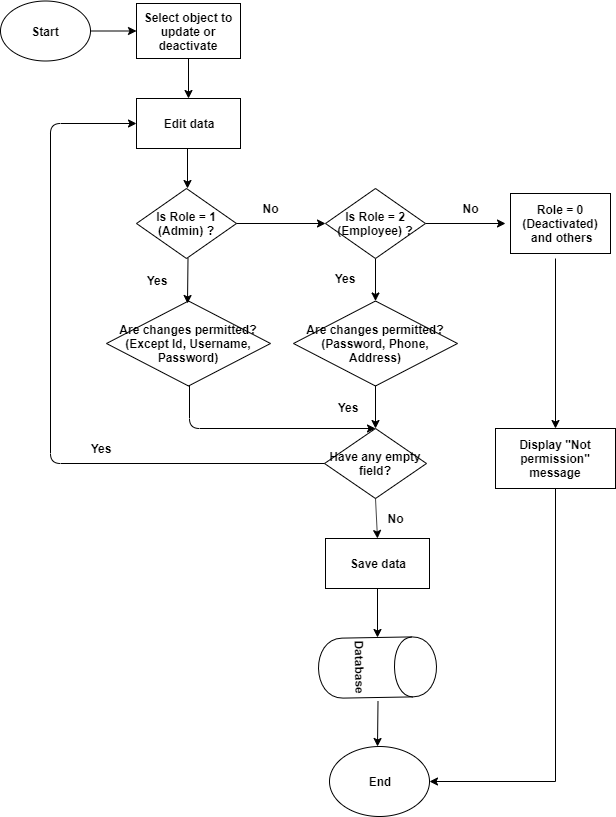 Start
Select object to
update or
deactivate
Edit data
Is Role = 1
(Admin) ?
No
Is Role = 2
(Employee) ?
No
Role = 0
(Deactivated)
and others
Yes
Yes
Are changes permitted?
(Except Id, Username,
Password)
Are changes permitted?
(Password, Phone,
Address)
Yes
Yes
Have any empty
field?
Display "Not
permission"
message
No
Save data
Database
End